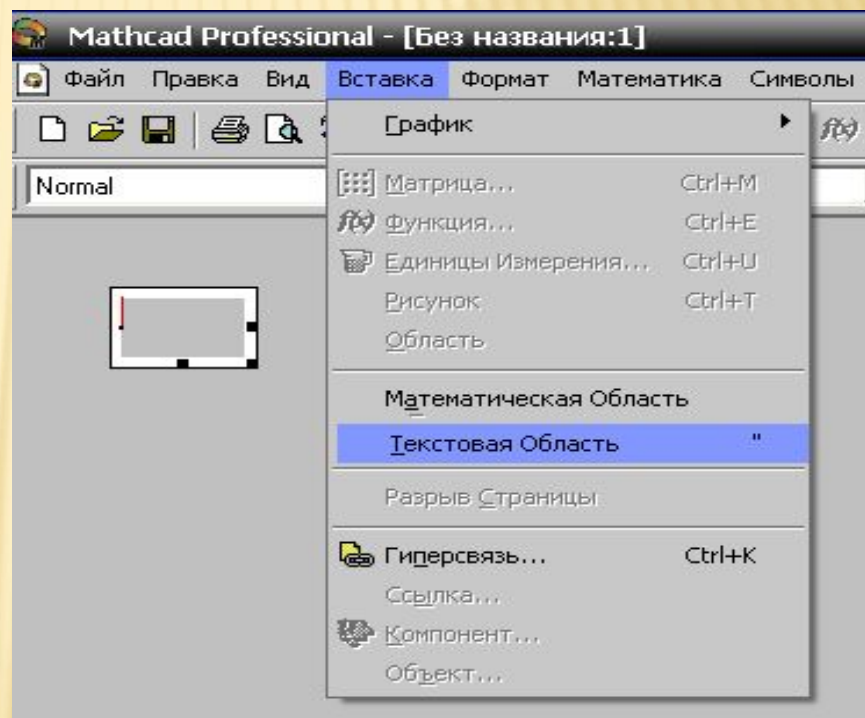 Mathcad Professional - [Без названия:1]
Файл Правка Вид Вставка Формат Математика Символы
Normal
График
Матрица... Ctrl+M
f(x) Функция... Ctrl+E
Единицы Измерения... Ctrl+U
Рисунок Ctrl+T
Область
Математическая Область
Текстовая Область "
Разрыв Страницы
Гиперсвязь... Ctrl+K
Ссылка...
Компонент...
Объект...
f(x)